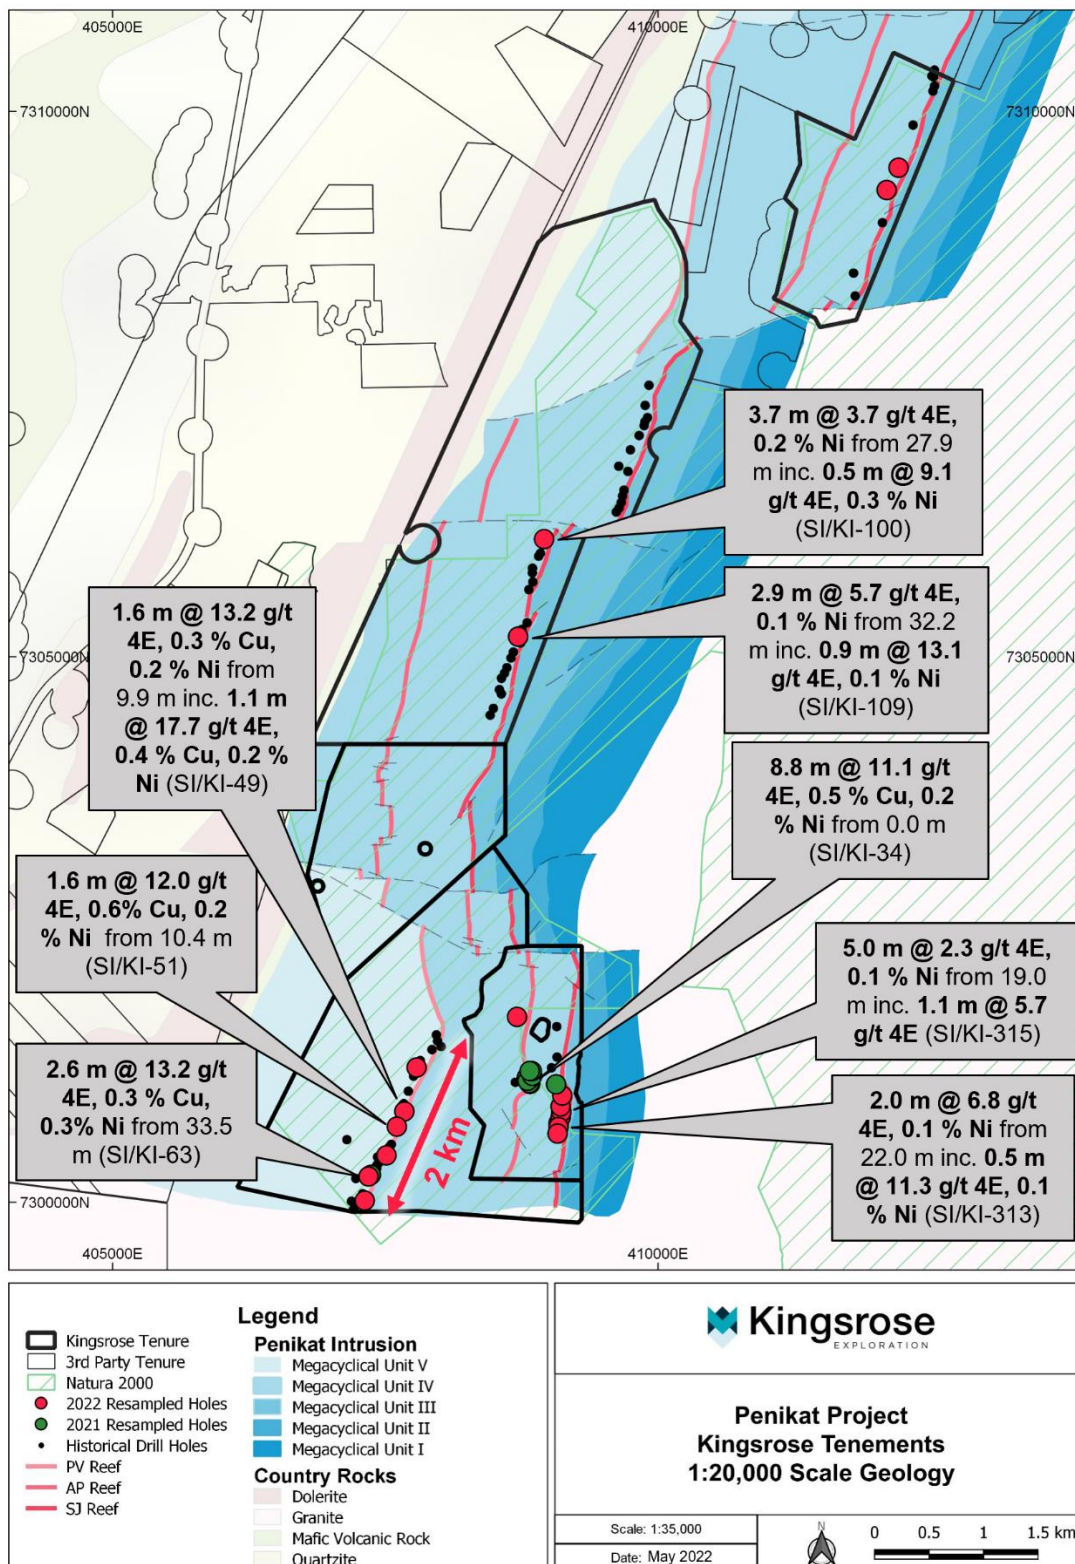 405000E
410000E
7310000N
7310000N
3.7 m @ 3.7 g/t 4E,
0.2 % Ni from 27.9
m inc. 0.5 m @ 9.1
g/t 4E, 0.3 % Ni
(SI/KI-100)
2.9 m @ 5.7 g/t 4E,
0.1 % Ni from 32.2
m inc. 0.9 m @ 13.1
g/t 4E, 0.1 % Ni
(SI/KI-109)
1.6 m @ 13.2 g/t
4E, 0.3 % Cu,
0.2 % Ni from
9.9 m inc. 1.1 m
@ 17.7 g/t 4E,
0.4 % Cu, 0.2 %
Ni (SI/KI-49)
7305000N
7305000N
8.8 m @ 11.1 g/t
4E, 0.5 % Cu, 0.2
% Ni from 0.0 m
(SI/KI-34)
1.6 m @ 12.0 g/t
4E, 0.6% Cu, 0.2
% Ni from 10.4 m
(SI/KI-51)
5.0 m @ 2.3 g/t 4E,
0.1 % Ni from 19.0
m inc. 1.1 m @ 5.7
g/t 4E (SI/KI-315)
2.6 m @ 13.2 g/t
4E, 0.3 % Cu,
0.3% Ni from 33.5
m (SI/KI-63)
2 km
2.0 m @ 6.8 g/t
4E, 0.1 % Ni from
22.0 m inc. 0.5 m
@ 11.3 g/t 4E, 0.1
% Ni (SI/KI-313)
7300000N
7300000N
405000E
410000E
Legend
Kingsrose Tenure
3rd Party Tenure
Natura 2000
2022 Resampled Holes
2021 Resampled Holes
Historical Drill Holes
PV Reef
AP Reef
SJ Reef
Penikat Intrusion
Megacyclical Unit V
Megacyclical Unit IV
Megacyclical Unit III
Megacyclical Unit II
Megacyclical Unit I
Country Rocks
Dolerite
Granite
Mafic Volcanic Rock
Quartzite
Kingsrose
EXPLORATION
Penikat Project
Kingsrose Tenements
1:20,000 Scale Geology
Scale: 1:35,000
Date: May 2022
N
0 0.5 1 1.5 km